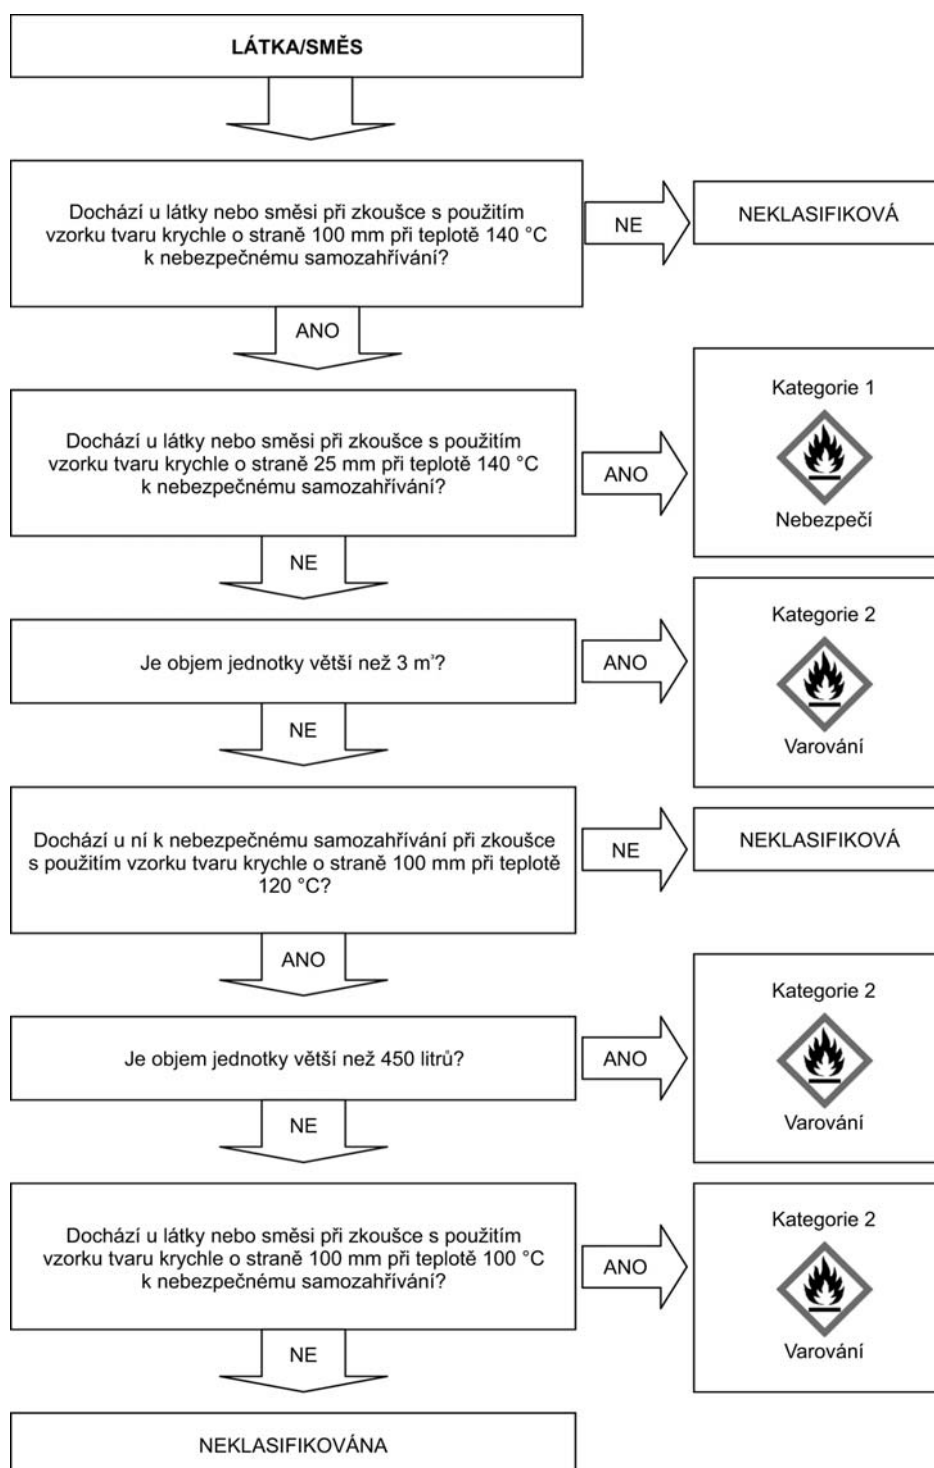 LÁTKA/SMĚS
Dochází u látky nebo směsi při zkoušce s použitím
vzorku tvaru krychle o straně 100 mm při teplotě 140 °C
k nebezpečnému samozahřívání?
NE
NEKLASIFIKOVÁ
ANO
Dochází u látky nebo směsi při zkoušce s použitím
vzorku tvaru krychle o straně 25 mm při teplotě 140 °C
k nebezpečnému samozahřívání?
ANO
Kategorie 1
Nebezpečí
NE
Je objem jednotky větší než 3 m³?
ANO
Kategorie 2
Varování
NE
Dochází u ní k nebezpečnému samozahřívání při zkoušce
s použitím vzorku tvaru krychle o straně 100 mm při teplotě
120 °C?
NE
NEKLASIFIKOVÁ
ANO
Je objem jednotky větší než 450 litrů?
ANO
Kategorie 2
Varování
NE
Dochází u látky nebo směsi při zkoušce s použitím
vzorku tvaru krychle o straně 100 mm při teplotě 100 °C
k nebezpečnému samozahřívání?
ANO
Kategorie 2
Varování
NE
NEKLASIFIKOVÁNA